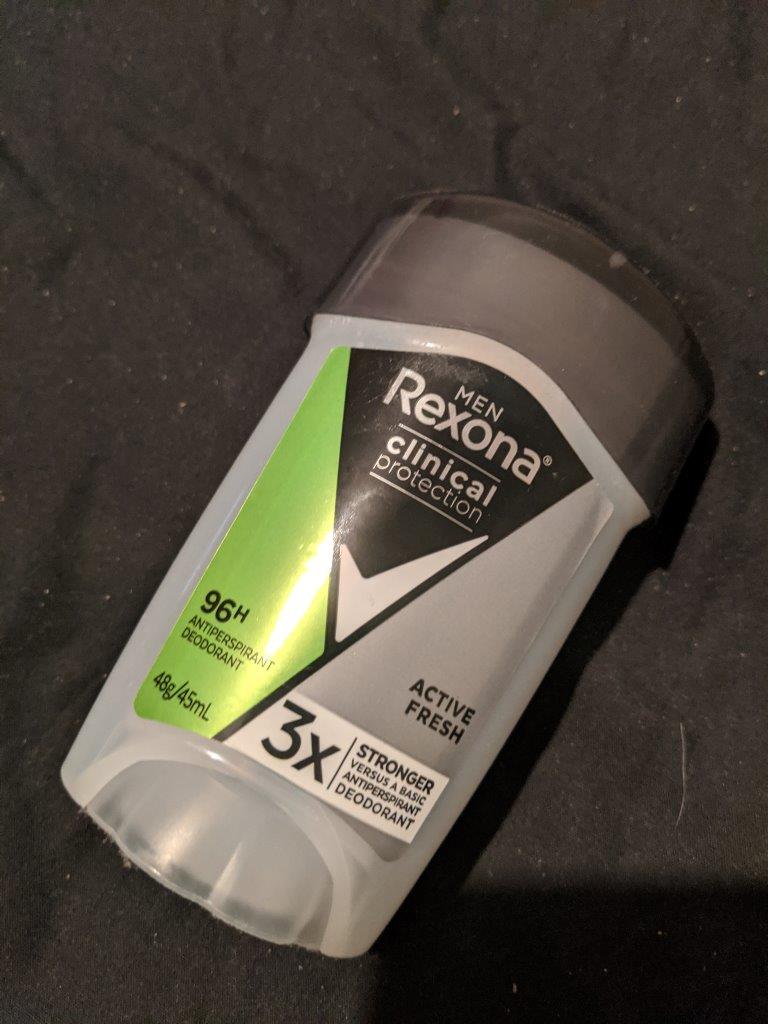 MEN
Rexona®
clinical
protection
96H
ANTIPERSPIRANT
DEODORANT
48g/45mL
ACTIVE
FRESH
3X
STRONGER
VERSUS A BASIC
ANTIPERSPIRANT
DEODORANT